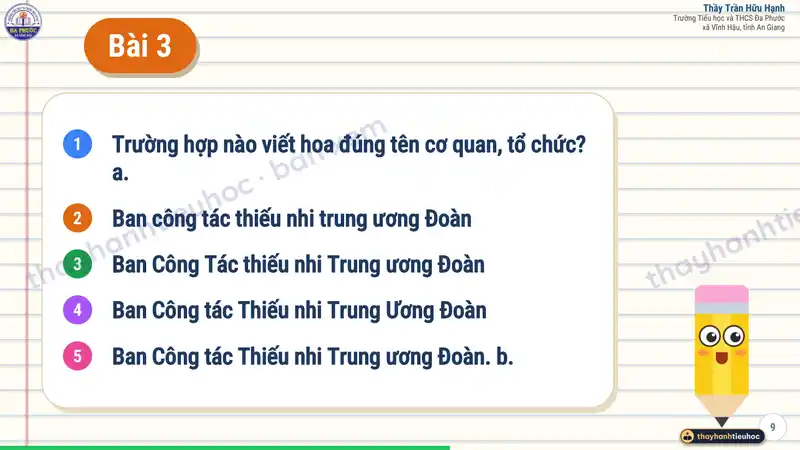 Thầy Trần Hữu Hạnh
Trường Tiểu học và THCS Đa Phước
xã Vĩnh Hậu, tỉnh An Giang
ĐA PHƯỚC
Bài 3
1 Trường hợp nào viết hoa đúng tên cơ quan, tổ chức?
a.
2 Ban công tác thiếu nhi trung ương Đoàn
3 Ban Công Tác thiếu nhi Trung ương Đoàn
4 Ban Công tác Thiếu nhi Trung Ương Đoàn
5 Ban Công tác Thiếu nhi Trung ương Đoàn. b.
thayhanhtieuhoc
9